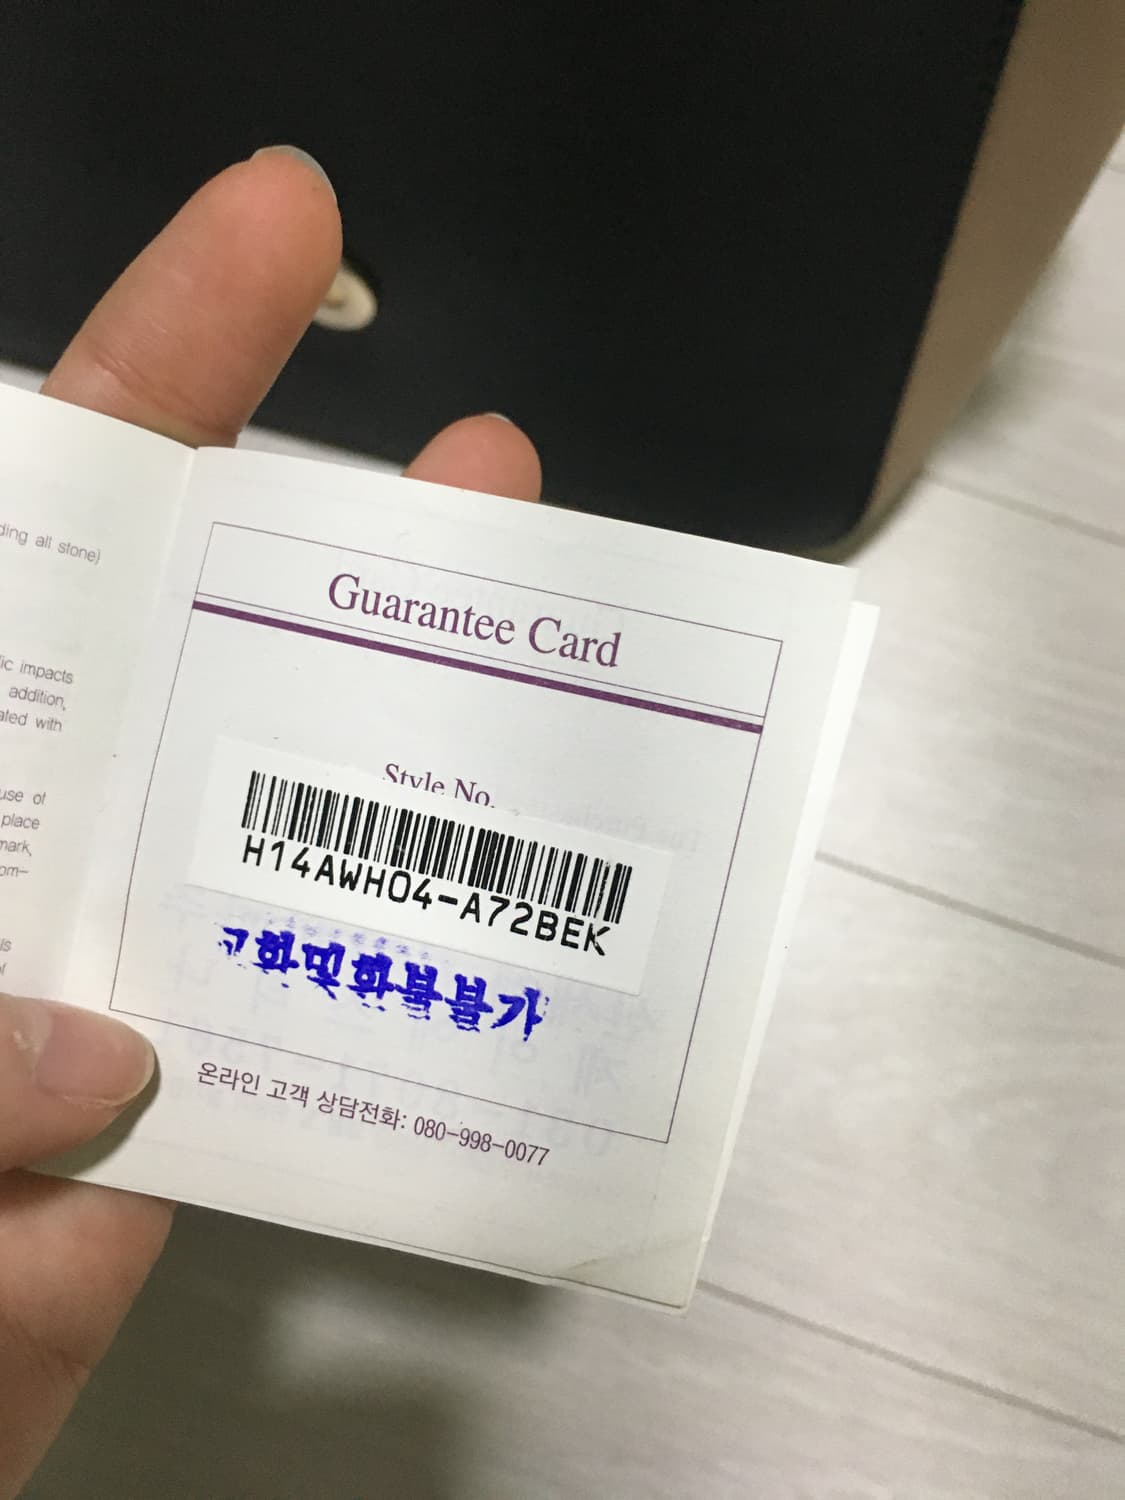 ding all stone)
ic impacts
addition,
ated with
use of
place
mark,
om-
is
Guarantee Card
Style No.
H14AWH04-A72BEK
교환및환불불가
온라인 고객 상담전화: 080-998-0077